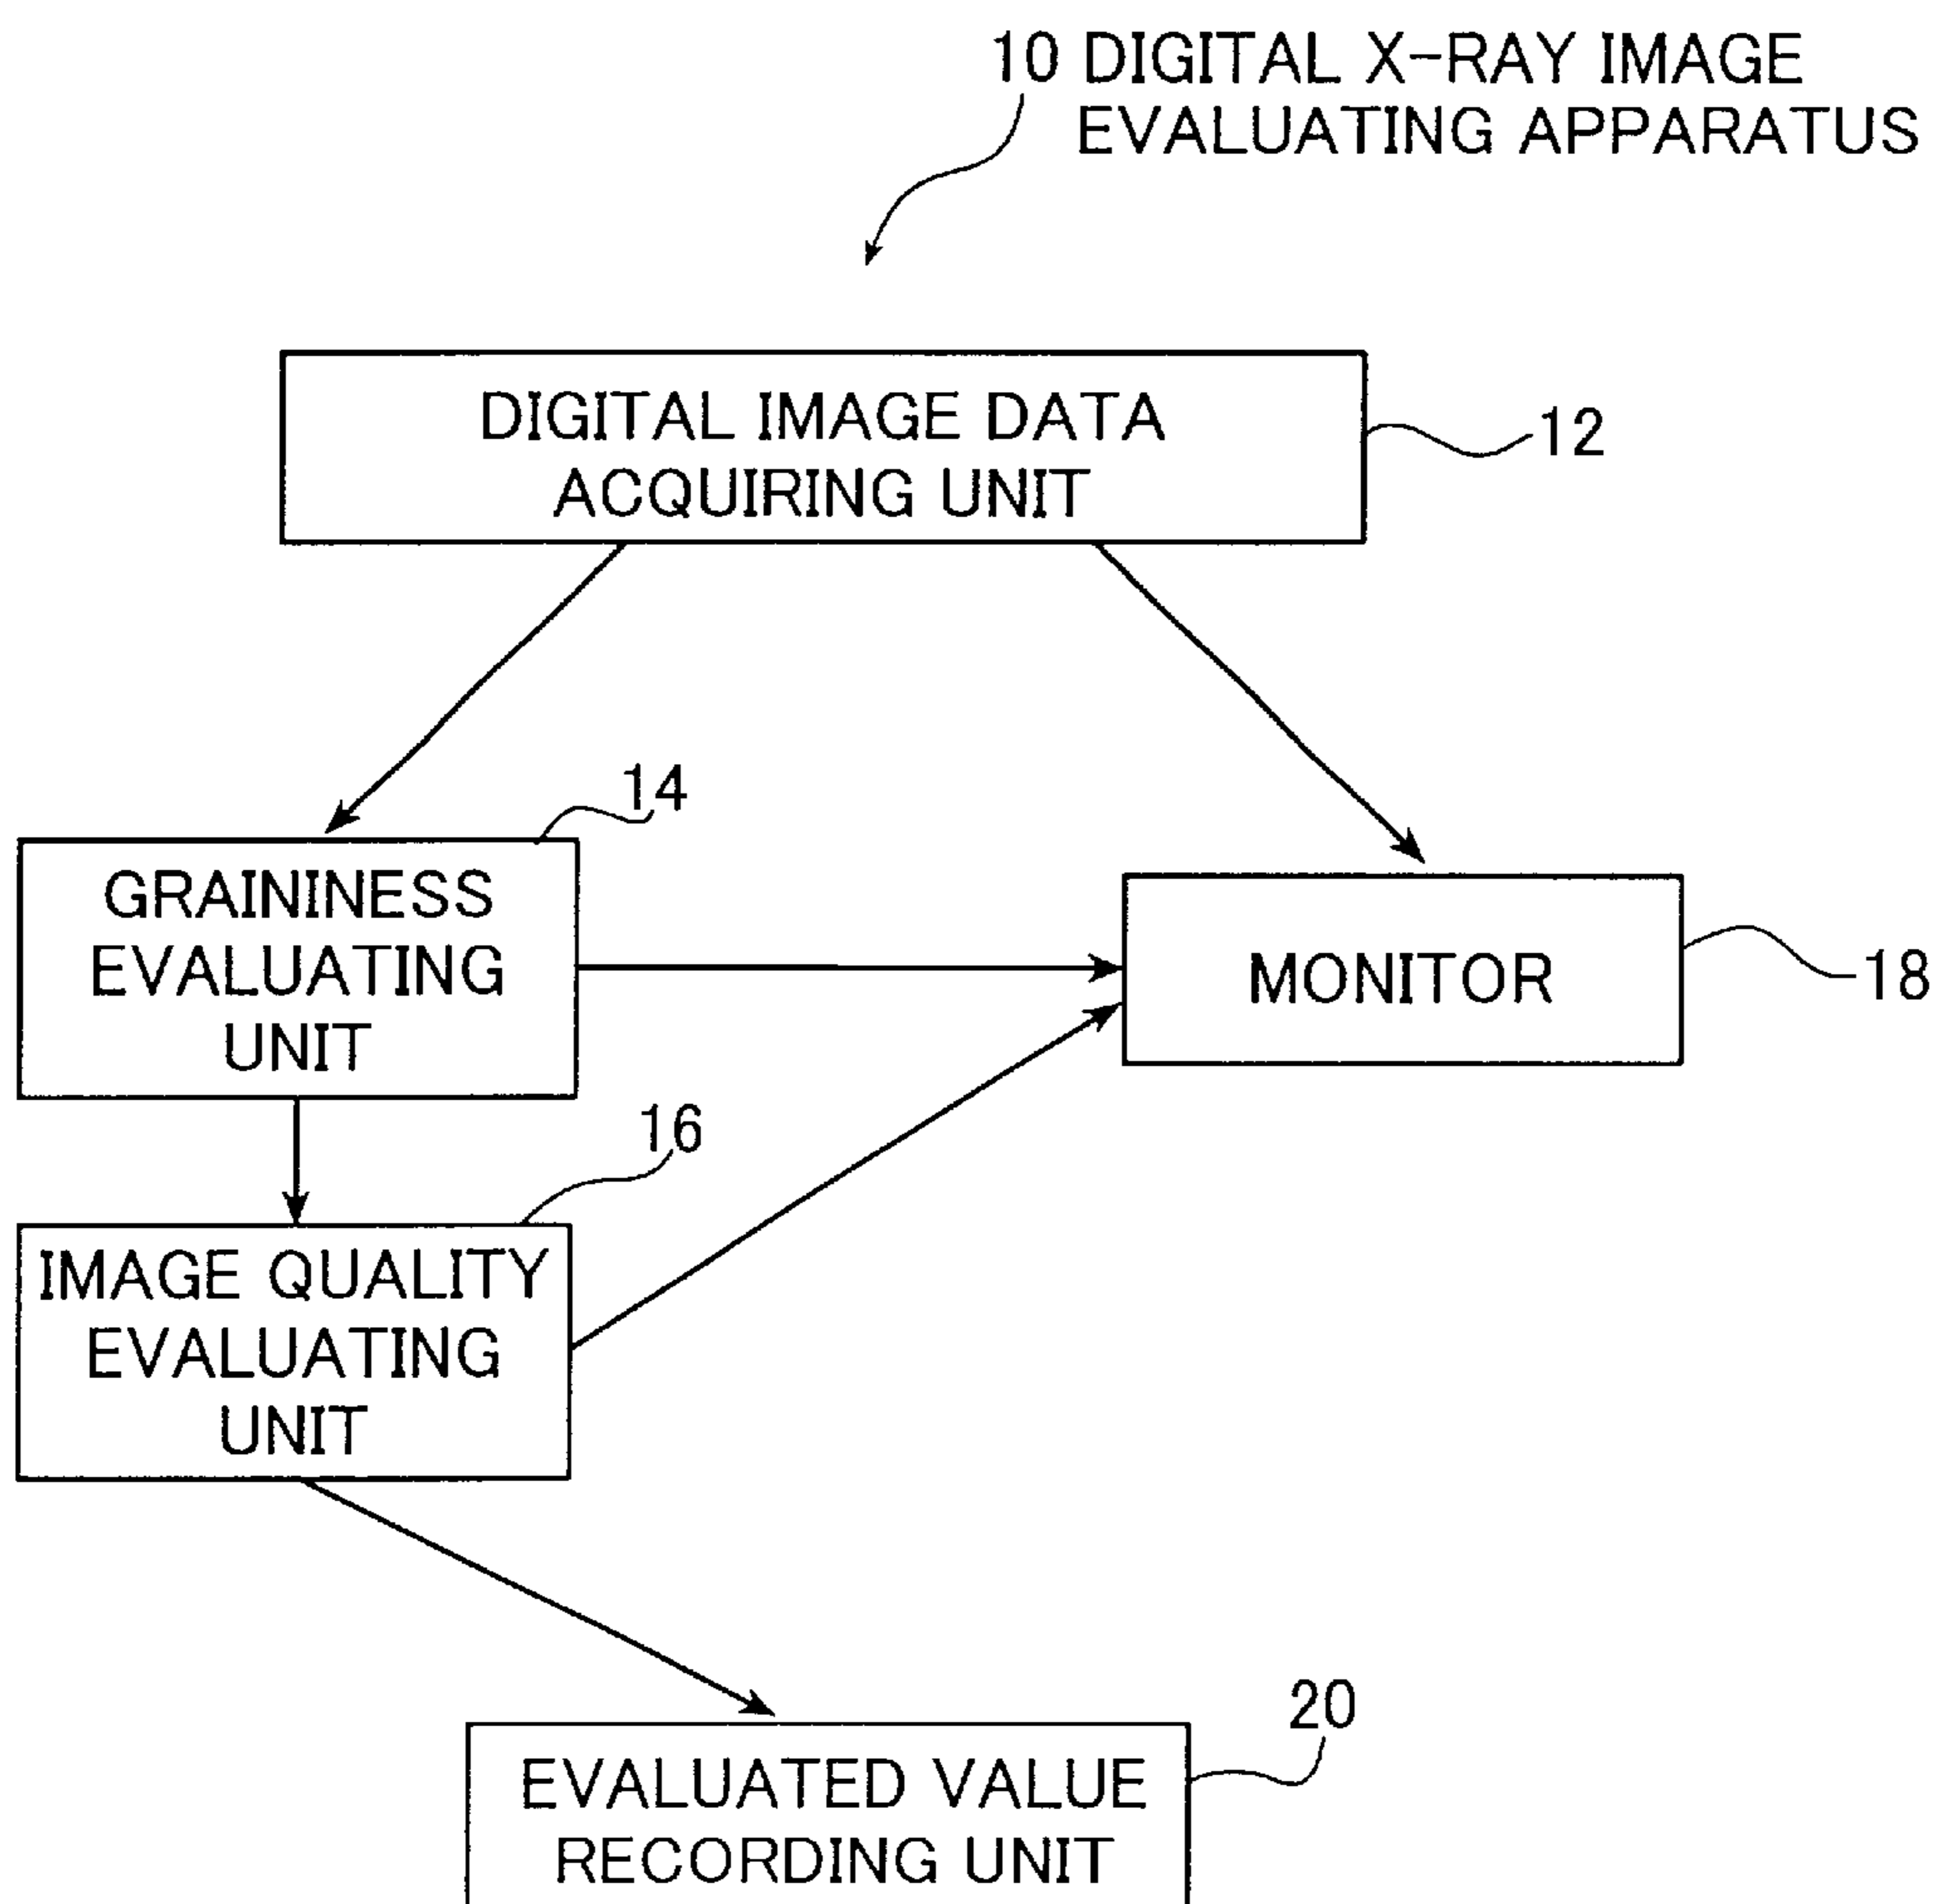 10 DIGITAL X-RAY IMAGE
EVALUATING APPARATUS
DIGITAL IMAGE DATA
ACQUIRING UNIT
12
14
GRAININESS
EVALUATING
UNIT
MONITOR
18
16
IMAGE QUALITY
EVALUATING
UNIT
20
EVALUATED VALUE
RECORDING UNIT